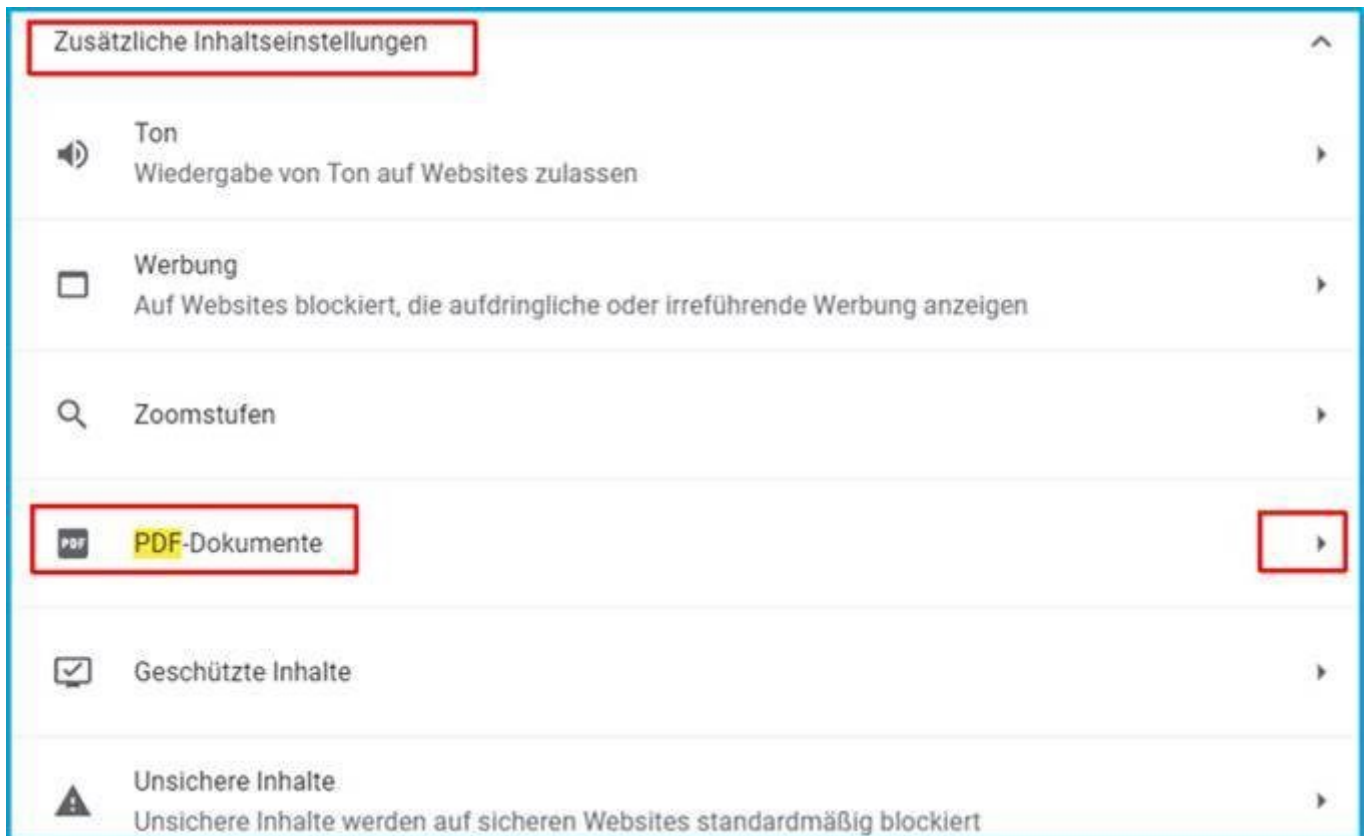 Zusätzliche Inhaltseinstellungen
Ton
Wiedergabe von Ton auf Websites zulassen
Werbung
Auf Websites blockiert, die aufdringliche oder irreführende Werbung anzeigen
Zoomstufen
PDF
PDF-Dokumente
Geschützte Inhalte
Unsichere Inhalte
Unsichere Inhalte werden auf sicheren Websites standardmäßig blockiert